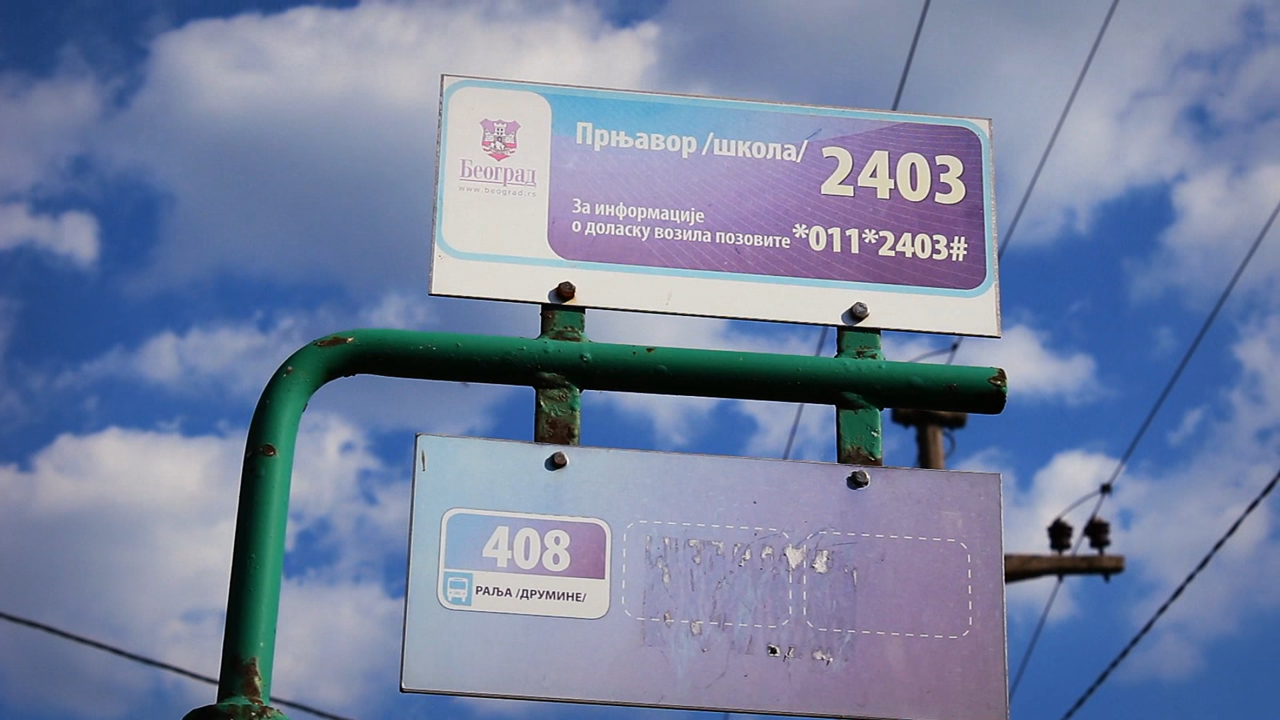 Београд
www.beograd.rs
Прњавор /школа/
2403
За информације
о доласку возила позовите *011*2403#
408
РАЉА /ДРУМИНЕ/